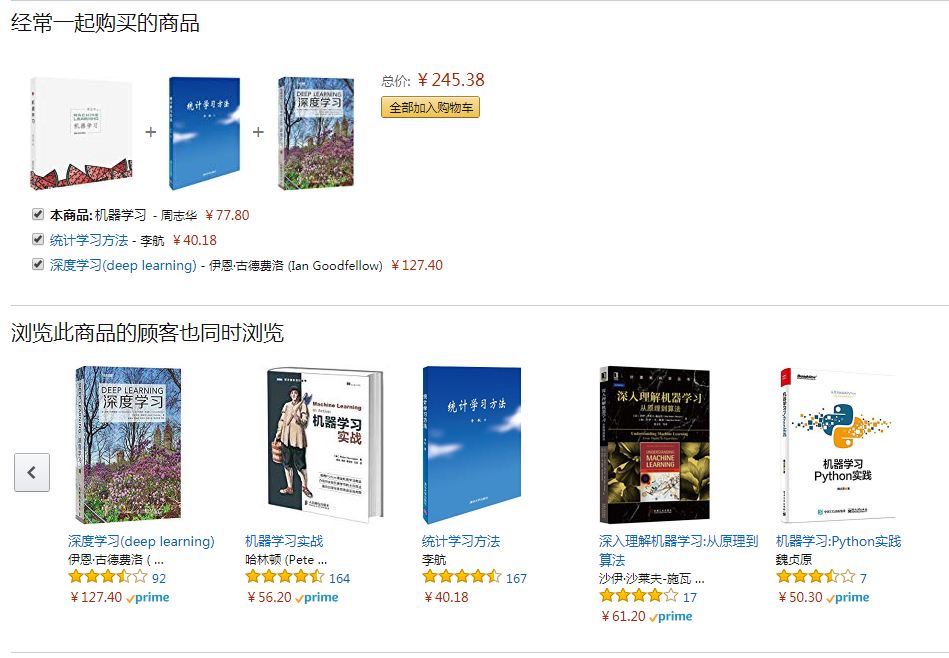 经常一起购买的商品
MACHINE LEARNING
机器学习
统计学习方法
DEEP LEARNING
深度学习
总价: ￥245.38
全部加入购物车
本商品: 机器学习 - 周志华 ￥77.80
统计学习方法 - 李航 ￥40.18
深度学习(deep learning) - 伊恩·古德费洛 (Ian Goodfellow) ￥127.40
浏览此商品的顾客也同时浏览
DEEP LEARNING
深度学习
Machine Learning
in Action
机器学习
实战
统计学习方法
深入理解机器学习
从原理到算法
Understanding Machine Learning
UNDERSTANDING
MACHINE
LEARNING
机器学习
Python实践
深度学习(deep learning)
伊恩·古德费洛 ( ...
92
￥127.40 prime
机器学习实战
哈林顿 (Pete ...
164
￥56.20 prime
统计学习方法
李航
167
￥40.18
深入理解机器学习:从原理到
算法
沙伊·沙莱夫-施瓦 ...
17
￥61.20 prime
机器学习:Python实践
魏贞原
7
￥50.30 prime